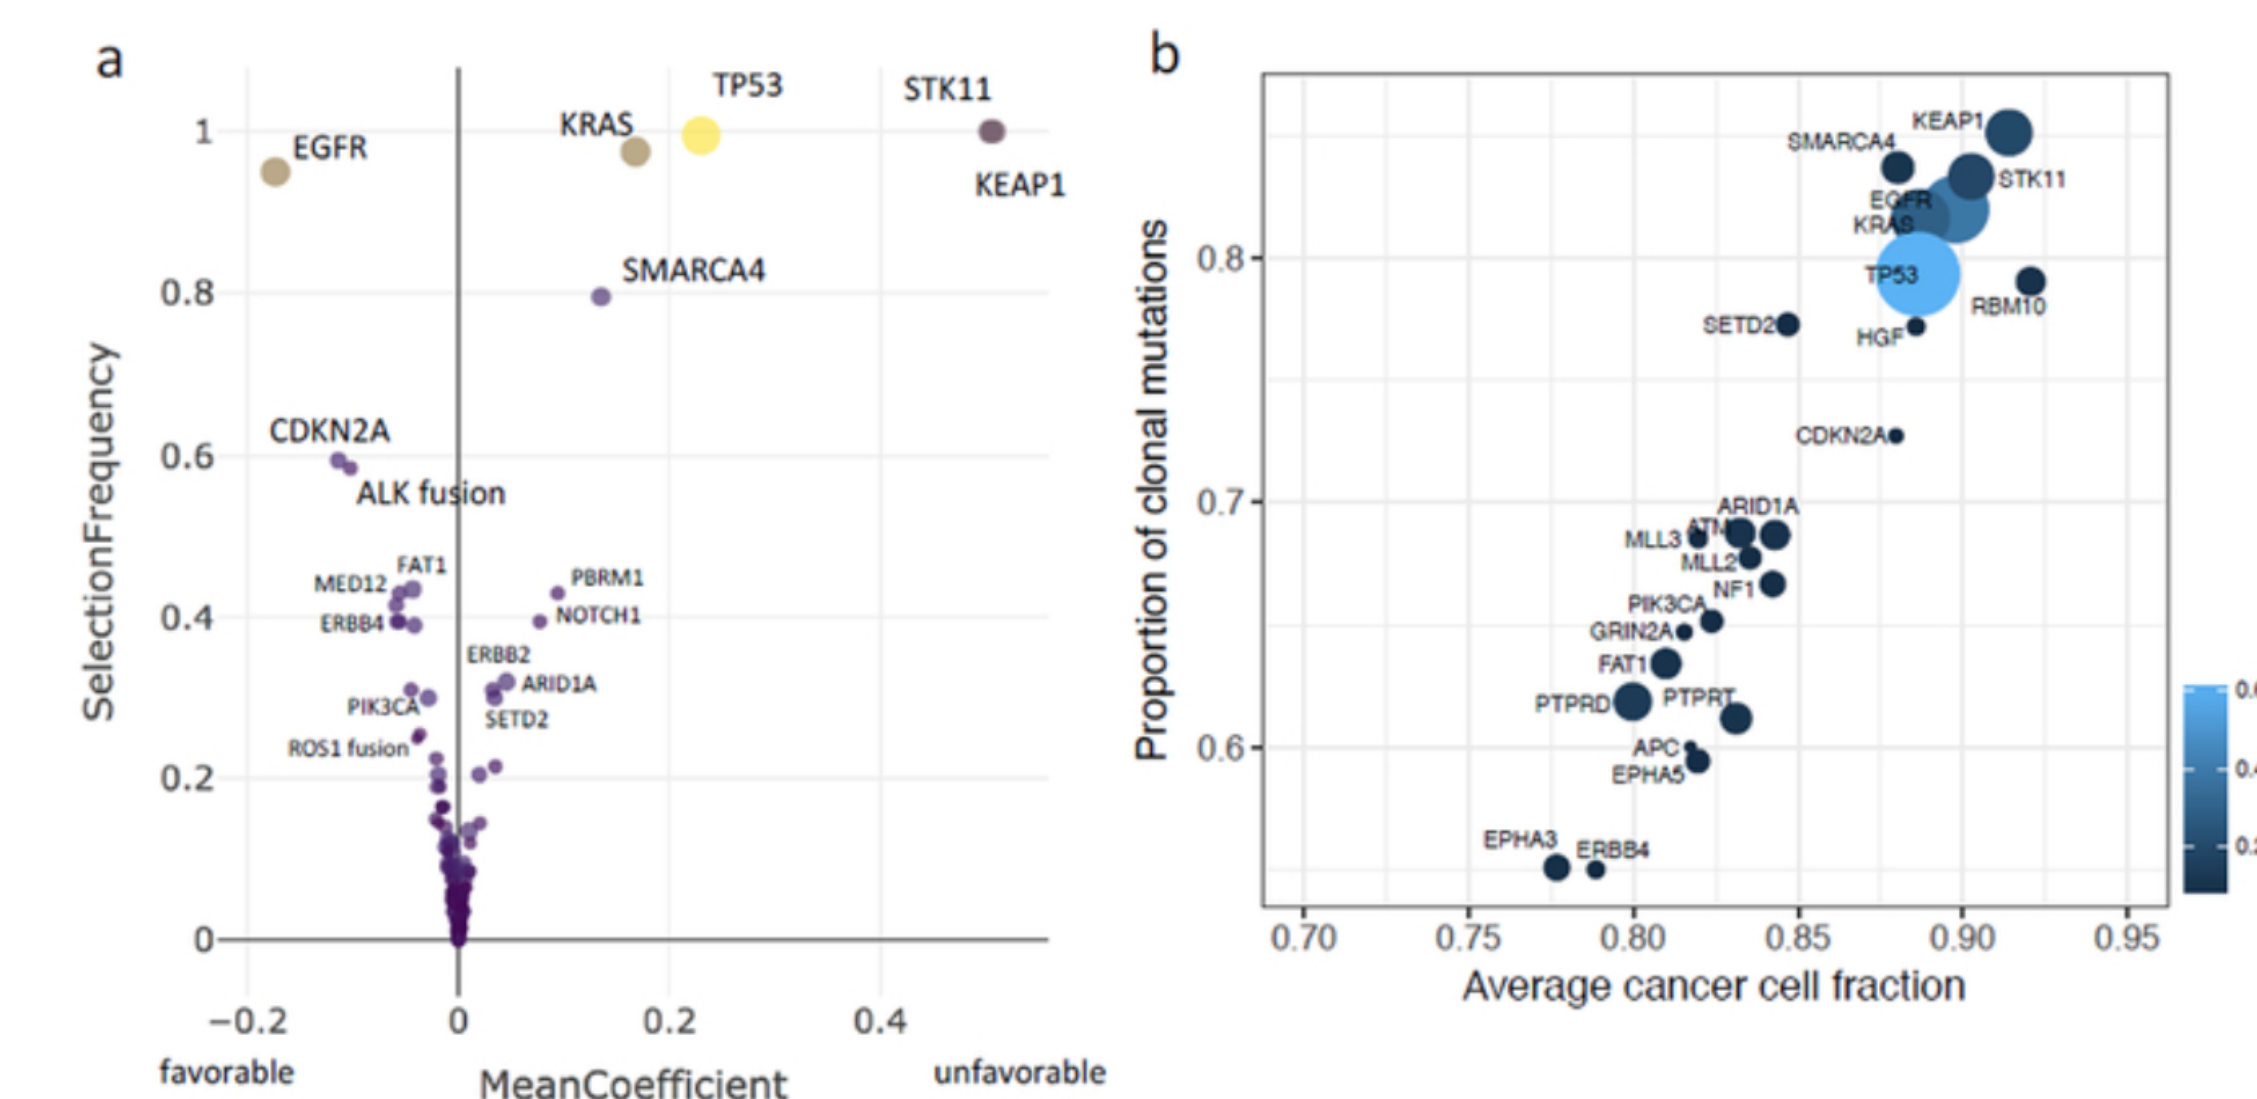 a
TP53
STK11
KRAS
1
EGFR
KEAP1
SMARCA4
0.8
CDKN2A
0.6
ALK fusion
FAT1
MED12
PBRM1
NOTCH1
0.4
ERBB4
ERBB2
ARID1A
PIK3CA
SETD2
ROS1 fusion
0.2
0
SelectionFrequency
−0.2
0
0.2
0.4
favorable
MeanCoefficient
unfavorable
b
KEAP1
SMARCA4
STK11
EGFR
KRAS
0.8
TP53
RBM10
SETD2
HGF
CDKN2A
0.7
ARID1A
ATM
MLL3
MLL2
NF1
PIK3CA
GRIN2A
FAT1
PTPRD
PTPRT
0.6
APC
EPHA5
EPHA3
ERBB4
Proportion of clonal mutations
0.70
0.75
0.80
0.85
0.90
0.95
Average cancer cell fraction